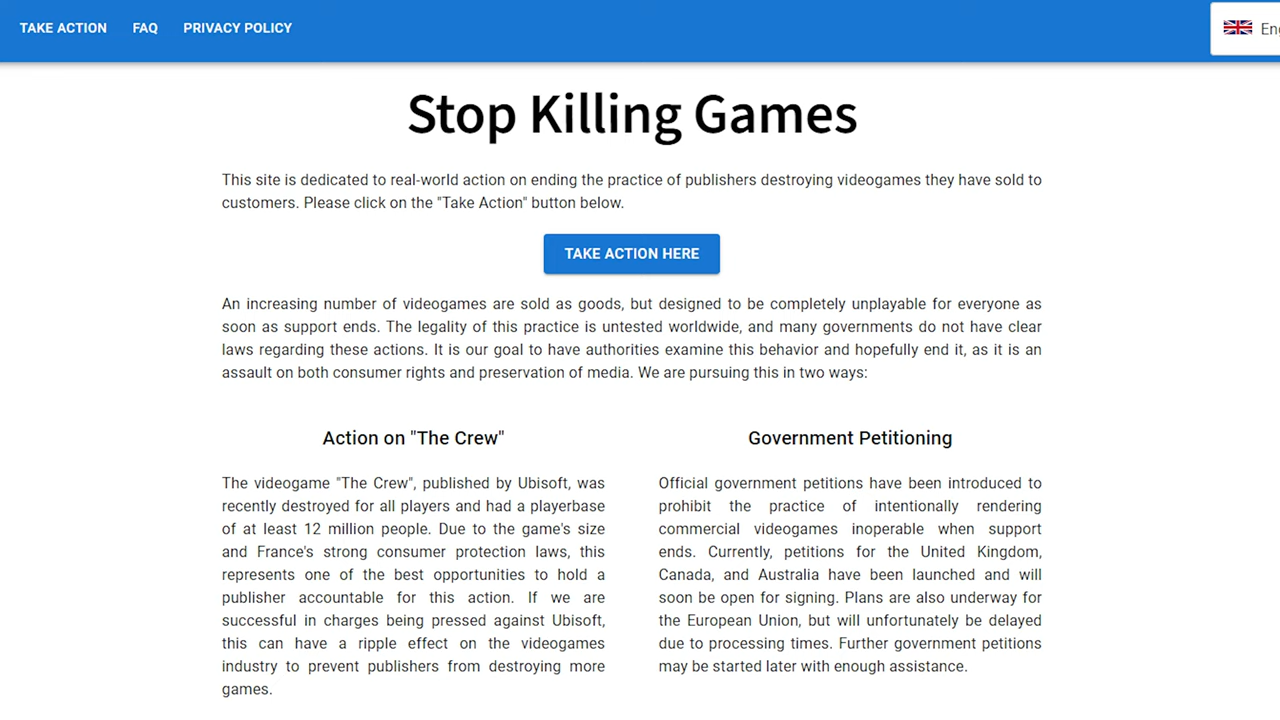 TAKE ACTION FAQ PRIVACY POLICY
Stop Killing Games
This site is dedicated to real-world action on ending the practice of publishers destroying videogames they have sold to
customers. Please click on the "Take Action" button below.
TAKE ACTION HERE
An increasing number of videogames are sold as goods, but designed to be completely unplayable for everyone as
soon as support ends. The legality of this practice is untested worldwide, and many governments do not have clear
laws regarding these actions. It is our goal to have authorities examine this behavior and hopefully end it, as it is an
assault on both consumer rights and preservation of media. We are pursuing this in two ways:
Action on "The Crew"
The videogame "The Crew", published by Ubisoft, was
recently destroyed for all players and had a playerbase
of at least 12 million people. Due to the game's size
and France's strong consumer protection laws, this
represents one of the best opportunities to hold a
publisher accountable for this action. If we are
successful in charges being pressed against Ubisoft,
this can have a ripple effect on the videogames
industry to prevent publishers from destroying more
games.
Government Petitioning
Official government petitions have been introduced to
prohibit the practice of intentionally rendering
commercial videogames inoperable when support
ends. Currently, petitions for the United Kingdom,
Canada, and Australia have been launched and will
soon be open for signing. Plans are also underway for
the European Union, but will unfortunately be delayed
due to processing times. Further government petitions
may be started later with enough assistance.